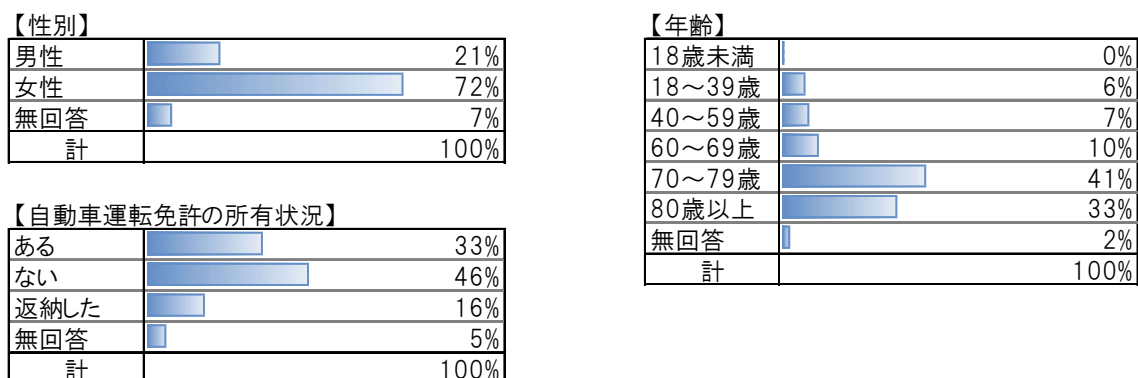 【性別】
男性 21%
女性 72%
無回答 7%
計 100%
【自動車運転免許の所有状況】
ある 33%
ない 46%
返納した 16%
無回答 5%
計 100%
【年齢】
18歳未満 0%
18～39歳 6%
40～59歳 7%
60～69歳 10%
70～79歳 41%
80歳以上 33%
無回答 2%
計 100%